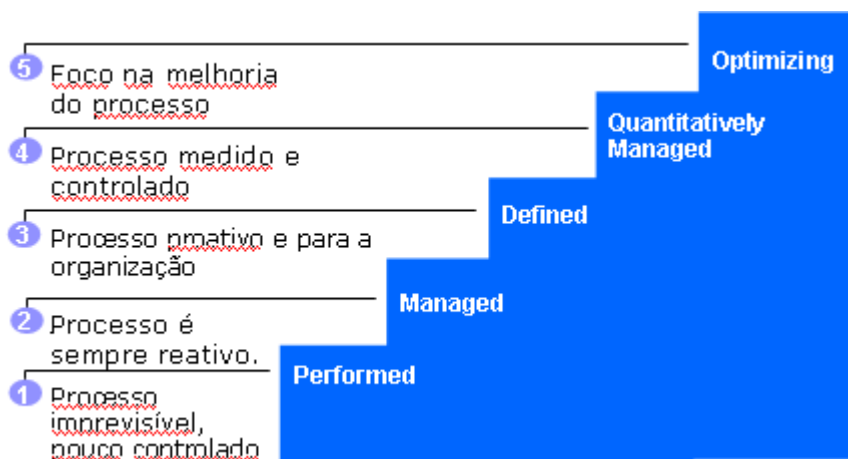 5
Optimizing
Foco na melhoria
do processo
Quantitatively
Managed
4
Processo medido e
controlado
Defined
3
Processo proativo e para a
organização
Managed
2
Processo é
sempre reativo.
Performed
1
Processo
imprevisível,
pouco controlado